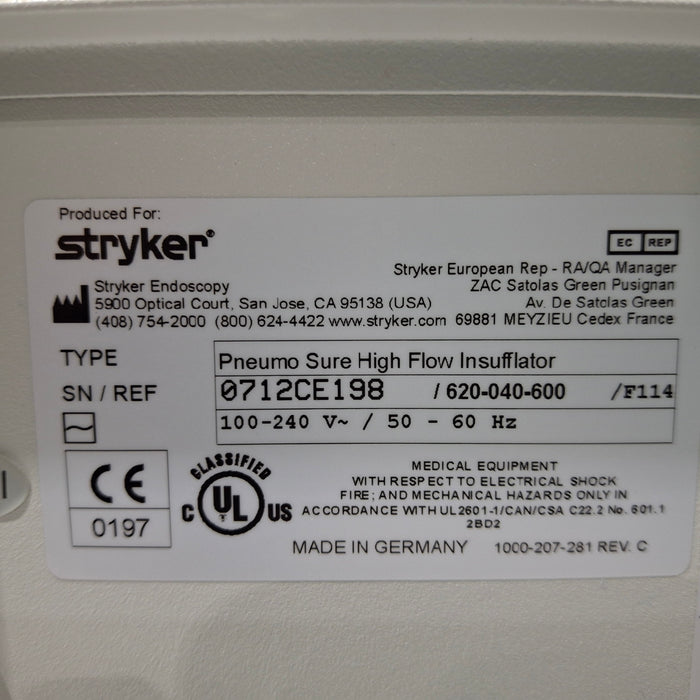 Produced For:
stryker®
EC REP
Stryker European Rep - RA/QA Manager
Stryker Endoscopy
ZAC Satolas Green Pusignan
5900 Optical Court, San Jose, CA 95138 (USA)
Av. De Satolas Green
(408) 754-2000 (800) 624-4422 www.stryker.com
69881 MEYZIEU Cedex France
TYPE Pneumo Sure High Flow Insufflator
SN / REF 0712CE198 / 620-040-600 /F114
100-240 V~ / 50 - 60 Hz
CE
0197
CLASSIFIED
C UL US
MEDICAL EQUIPMENT
WITH RESPECT TO ELECTRICAL SHOCK
FIRE; AND MECHANICAL HAZARDS ONLY IN
ACCORDANCE WITH UL2601-1/CAN/CSA C22.2 No. 601.1
2BD2
MADE IN GERMANY 1000-207-281 REV. C